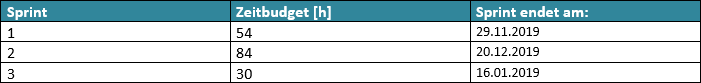 Sprint Zeitbudget [h] Sprint endet am:
1 54 29.11.2019
2 84 20.12.2019
3 30 16.01.2019